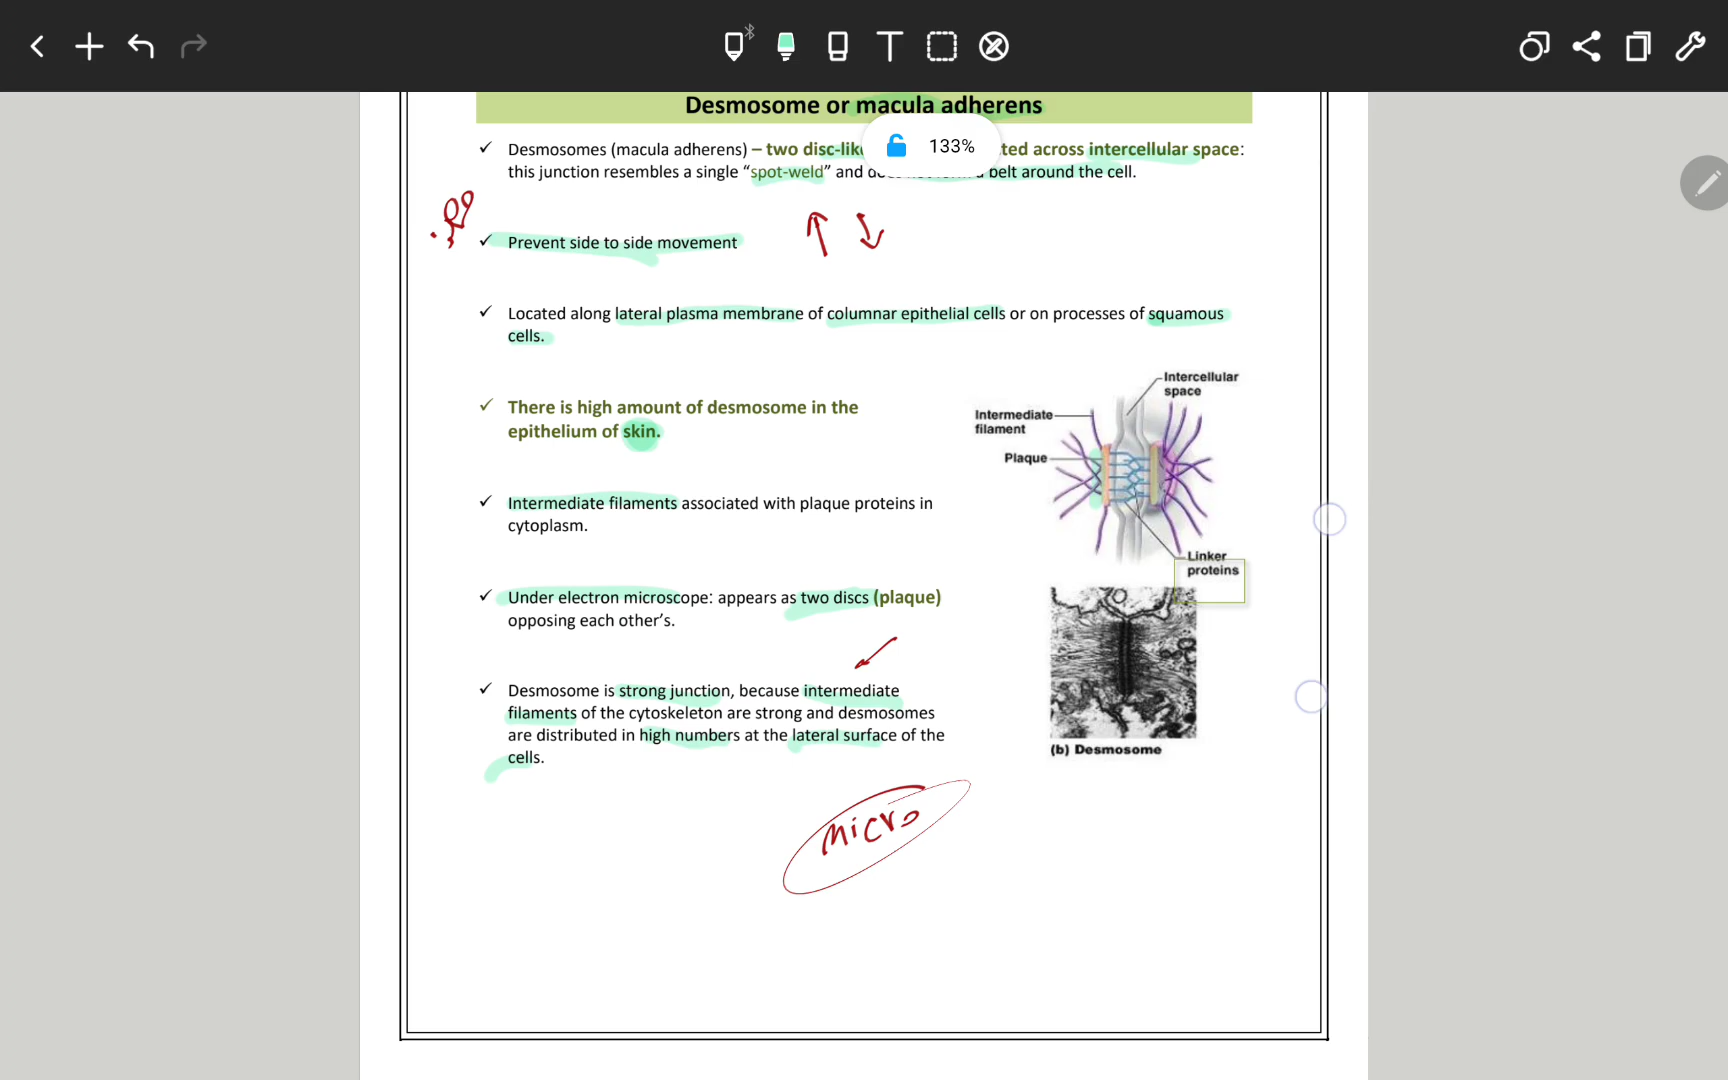 Desmosome or macula adherens
133%
✓ Desmosomes (macula adherens) – two disc-like ted across intercellular space:
this junction resembles a single “spot-weld” and belt around the cell.
✓ Prevent side to side movement
✓ Located along lateral plasma membrane of columnar epithelial cells or on processes of squamous
cells.
✓ There is high amount of desmosome in the
epithelium of skin.
✓ Intermediate filaments associated with plaque proteins in
cytoplasm.
✓ Under electron microscope: appears as two discs (plaque)
opposing each other’s.
✓ Desmosome is strong junction, because intermediate
filaments of the cytoskeleton are strong and desmosomes
are distributed in high numbers at the lateral surface of the
cells.
Intercellular
space
Intermediate
filament
Plaque
Linker
proteins
(b) Desmosome
micro